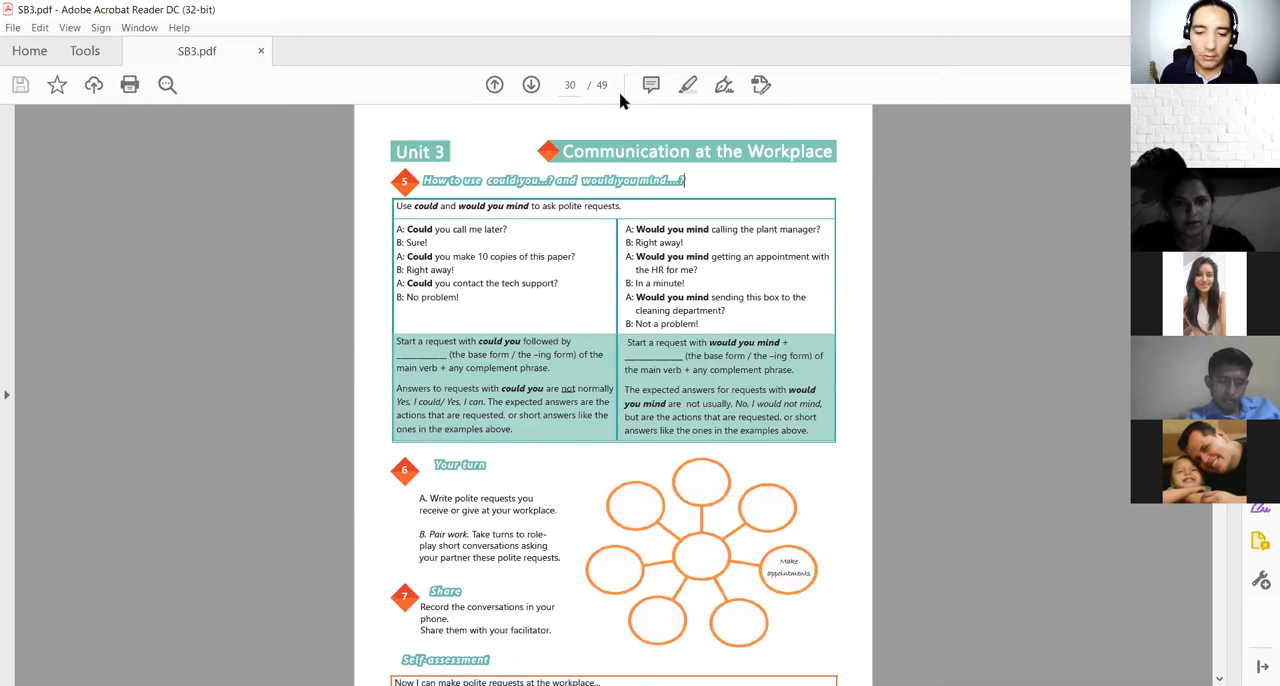 SB3.pdf - Adobe Acrobat Reader DC (32-bit)
File Edit View Sign Window Help
Home Tools SB3.pdf ×
30 / 49
Unit 3 Communication at the Workplace
5 How to use could you...? and would you mind....?
Use could and would you mind to ask polite requests.
A: Could you call me later?
B: Sure!
A: Could you make 10 copies of this paper?
B: Right away!
A: Could you contact the tech support?
B: No problem!
A: Would you mind calling the plant manager?
B: Right away!
A: Would you mind getting an appointment with
the HR for me?
B: In a minute!
A: Would you mind sending this box to the
cleaning department?
B: Not a problem!
Start a request with could you followed by
__________ (the base form / the –ing form) of the
main verb + any complement phrase.
Answers to requests with could you are not normally
Yes, I could/ Yes, I can. The expected answers are the
actions that are requested, or short answers like the
ones in the examples above.
Start a request with would you mind +
___________ (the base form / the –ing form) of
the main verb + any complement phrase.
The expected answers for requests with would
you mind are not usually, No, I would not mind,
but are the actions that are requested, or short
answers like the ones in the examples above.
6 Your turn
A. Write polite requests you
receive or give at your workplace.
B. Pair work. Take turns to role-
play short conversations asking
your partner these polite requests.
Make
appointments
7 Share
Record the conversations in your
phone.
Share them with your facilitator.
Self-assessment
Now I can make polite requests at the workplace...